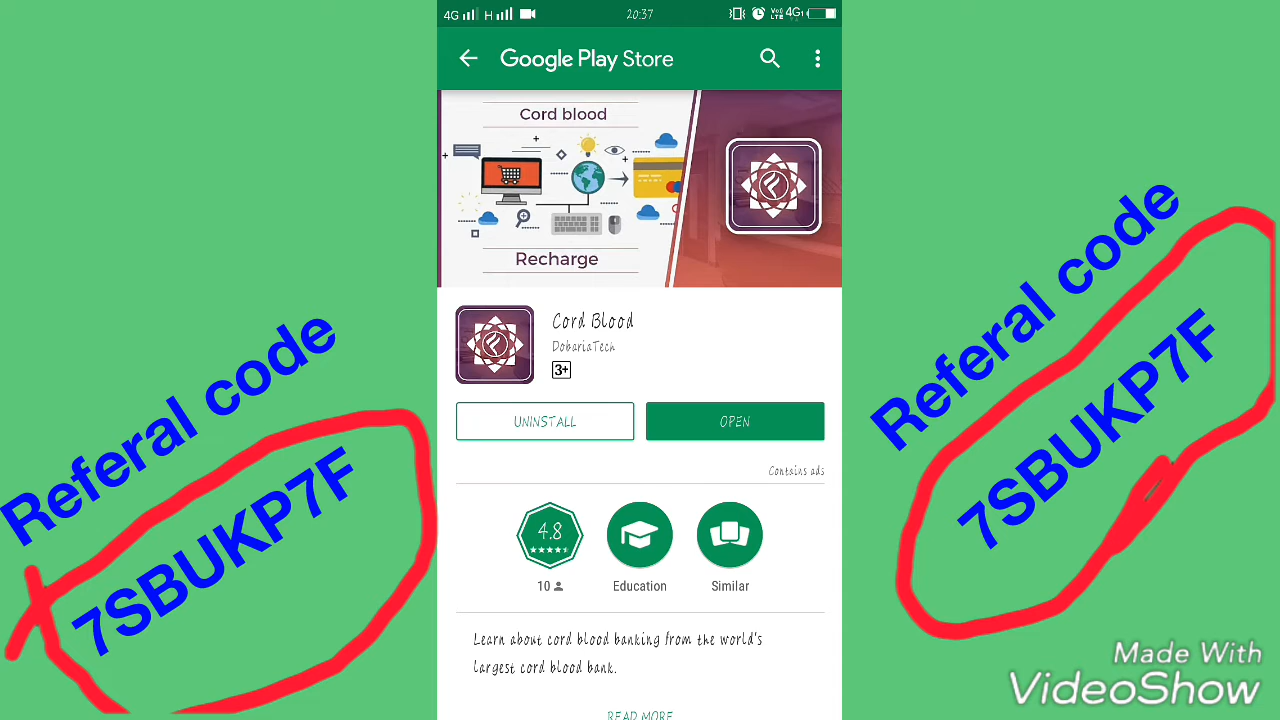 4G H 20:37 VoLTE 4G
Google Play Store
Cord blood
Recharge
Cord Blood
DobariaTech
3+
UNINSTALL OPEN
Contains ads
4.8
10 Education Similar
Learn about cord blood banking from the world's
largest cord blood bank.
READ MORE
Referal code
7SBUKP7F
Referal code
7SBUKP7F
Made With
VideoShow